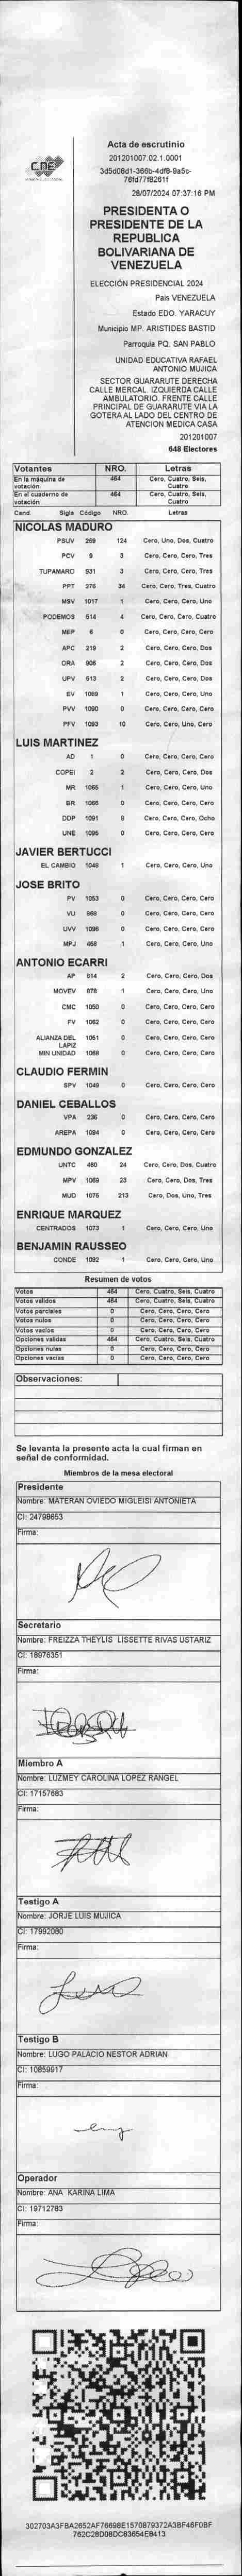 CNE
Acta de escrutinio
201201007.02.1.0001
3d5d08d1-366b-4df8-9a5c-
76fd77f8261f
28/07/2024 07:37:16 PM
PRESIDENTA O
PRESIDENTE DE LA
REPUBLICA
BOLIVARIANA DE
VENEZUELA
ELECCIÓN PRESIDENCIAL 2024
Pais VENEZUELA
Estado EDO. YARACUY
Municipio MP. ARISTIDES BASTID
Parroquia PQ. SAN PABLO
UNIDAD EDUCATIVA RAFAEL
ANTONIO MUJICA
SECTOR GUARARUTE DERECHA
CALLE MERCAL. IZQUIERDA CALLE
AMBULATORIO. FRENTE CALLE
PRINCIPAL DE GUARARUTE VIA LA
GOTERA AL LADO DEL CENTRO DE
ATENCION MEDICA CASA
201201007
648 Electores
Votantes NRO. Letras
En la máquina de votación 464 Cero, Cuatro, Seis, Cuatro
En el cuaderno de votación 464 Cero, Cuatro, Seis, Cuatro
Cand. Sigla Código NRO. Letras
NICOLAS MADURO
PSUV 269 124 Cero, Uno, Dos, Cuatro
PCV 9 3 Cero, Cero, Cero, Tres
TUPAMARO 931 3 Cero, Cero, Cero, Tres
PPT 276 34 Cero, Cero, Tres, Cuatro
MSV 1017 1 Cero, Cero, Cero, Uno
PODEMOS 514 4 Cero, Cero, Cero, Cuatro
MEP 6 0 Cero, Cero, Cero, Cero
APC 219 2 Cero, Cero, Cero, Dos
ORA 906 2 Cero, Cero, Cero, Dos
UPV 613 2 Cero, Cero, Cero, Dos
EV 1089 1 Cero, Cero, Cero, Uno
PVV 1090 0 Cero, Cero, Cero, Cero
PFV 1093 10 Cero, Cero, Uno, Cero
LUIS MARTINEZ
AD 1 0 Cero, Cero, Cero, Cero
COPEI 2 2 Cero, Cero, Cero, Dos
MR 1065 1 Cero, Cero, Cero, Uno
BR 1066 0 Cero, Cero, Cero, Cero
DDP 1091 8 Cero, Cero, Cero, Ocho
UNE 1095 0 Cero, Cero, Cero, Cero
JAVIER BERTUCCI
EL CAMBIO 1048 1 Cero, Cero, Cero, Uno
JOSE BRITO
PV 1053 0 Cero, Cero, Cero, Cero
VU 868 0 Cero, Cero, Cero, Cero
UVV 1096 0 Cero, Cero, Cero, Cero
MPJ 458 1 Cero, Cero, Cero, Uno
ANTONIO ECARRI
AP 914 2 Cero, Cero, Cero, Dos
MOVEV 878 1 Cero, Cero, Cero, Uno
CMC 1050 0 Cero, Cero, Cero, Cero
FV 1062 0 Cero, Cero, Cero, Cero
ALIANZA DEL LAPIZ 1051 0 Cero, Cero, Cero, Cero
MIN UNIDAD 1088 0 Cero, Cero, Cero, Cero
CLAUDIO FERMIN
SPV 1049 0 Cero, Cero, Cero, Cero
DANIEL CEBALLOS
VPA 236 0 Cero, Cero, Cero, Cero
AREPA 1094 0 Cero, Cero, Cero, Cero
EDMUNDO GONZALEZ
UNTC 460 24 Cero, Cero, Dos, Cuatro
MPV 1069 23 Cero, Cero, Dos, Tres
MUD 1075 213 Cero, Dos, Uno, Tres
ENRIQUE MARQUEZ
CENTRADOS 1073 1 Cero, Cero, Cero, Uno
BENJAMIN RAUSSEO
CONDE 1092 1 Cero, Cero, Cero, Uno
Resumen de votos
Votos 464 Cero, Cuatro, Seis, Cuatro
Votos validos 464 Cero, Cuatro, Seis, Cuatro
Votos parciales 0 Cero, Cero, Cero, Cero
Votos nulos 0 Cero, Cero, Cero, Cero
Votos vacios 0 Cero, Cero, Cero, Cero
Opciones validas 464 Cero, Cuatro, Seis, Cuatro
Opciones nulas 0 Cero, Cero, Cero, Cero
Opciones vacias 0 Cero, Cero, Cero, Cero
Observaciones:
Se levanta la presente acta la cual firman en
señal de conformidad.
Miembros de la mesa electoral
Presidente
Nombre: MATERAN OVIEDO MIGLEISI ANTONIETA
CI: 24798653
Firma:
Secretario
Nombre: FREIZZA THEYLIS LISSETTE RIVAS USTARIZ
CI: 18976351
Firma:
Miembro A
Nombre: LUZMEY CAROLINA LOPEZ RANGEL
CI: 17157683
Firma:
Testigo A
Nombre: JORJE LUIS MUJICA
CI: 17992080
Firma:
Testigo B
Nombre: LUGO PALACIO NESTOR ADRIAN
CI: 10859917
Firma:
Operador
Nombre: ANA KARINA LIMA
CI: 19712783
Firma:
302703A3FBA2652AF76698E1570B79372A3BF46F0BF
762C28D08DC83654E8413